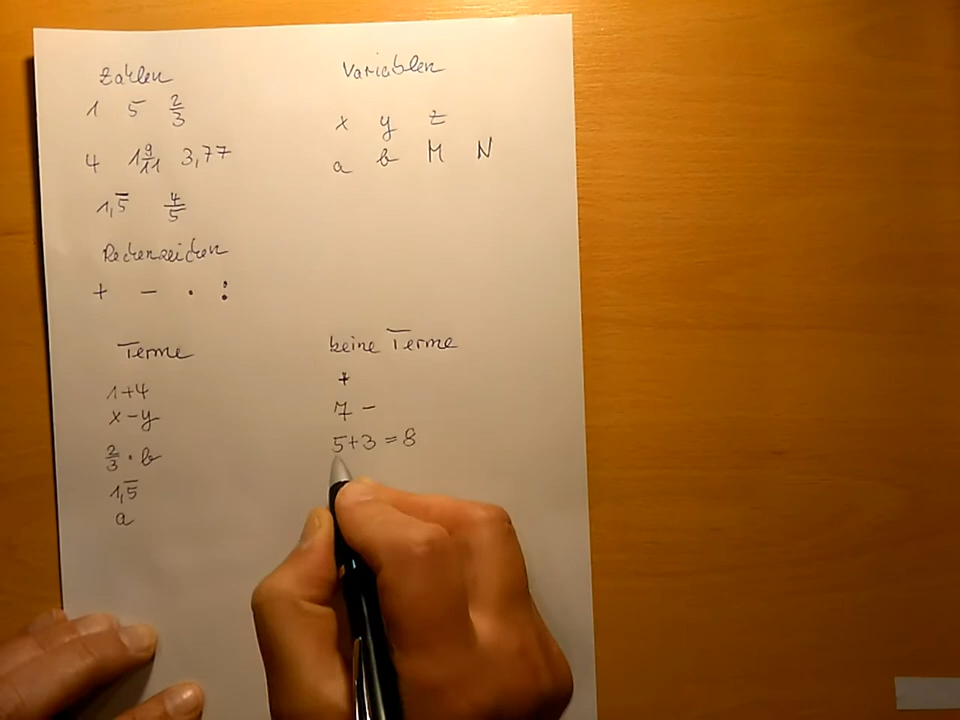 Zahlen
1 5 2/3
4 1 9/11 3,77
1,5̅ 4/5
Variablen
x y z
a b M N
Rechenzeichen
+ − · :
Terme
1+4
x−y
2/3 · b
1,5̅
a
keine Terme
+
7 −
5+3 = 8